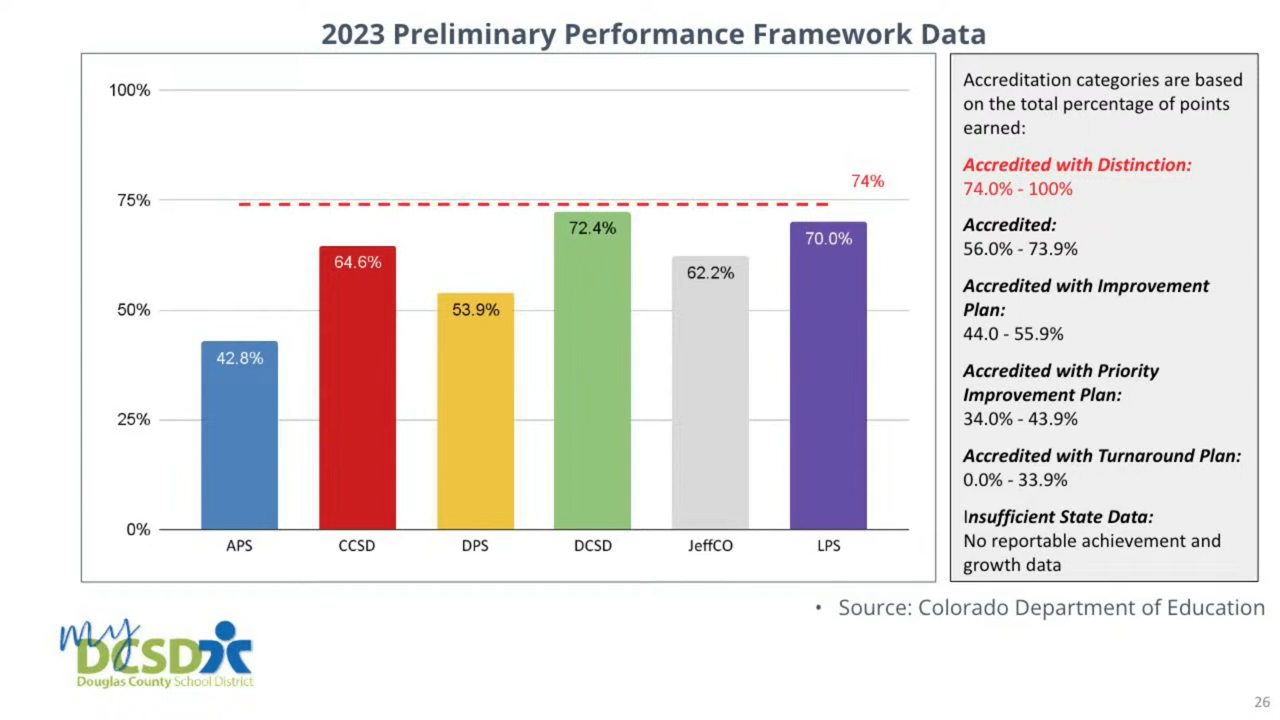 2023 Preliminary Performance Framework Data
100%
75%
50%
25%
0%
74%
42.8%
64.6%
53.9%
72.4%
62.2%
70.0%
APS
CCSD
DPS
DCSD
JeffCO
LPS
Accreditation categories are based
on the total percentage of points
earned:
Accredited with Distinction:
74.0% - 100%
Accredited:
56.0% - 73.9%
Accredited with Improvement
Plan:
44.0 - 55.9%
Accredited with Priority
Improvement Plan:
34.0% - 43.9%
Accredited with Turnaround Plan:
0.0% - 33.9%
Insufficient State Data:
No reportable achievement and
growth data
• Source: Colorado Department of Education
my
DCSD
Douglas County School District
26